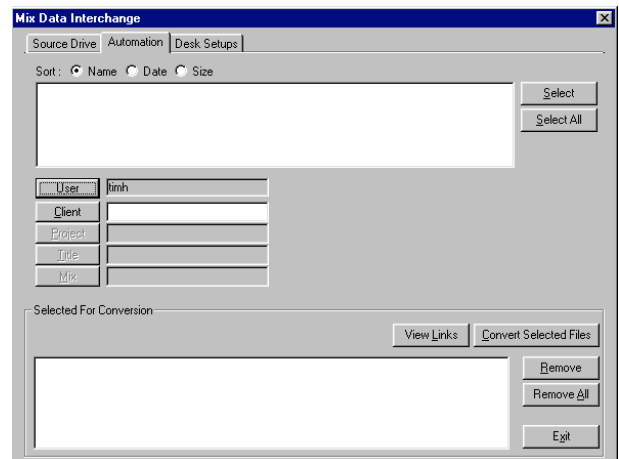 Mix Data Interchange
Source Drive Automation Desk Setups
Sort: Name Date Size
Select
Select All
User timh
Client
Project
Title
Mix
Selected For Conversion
View Links Convert Selected Files
Remove
Remove All
Exit